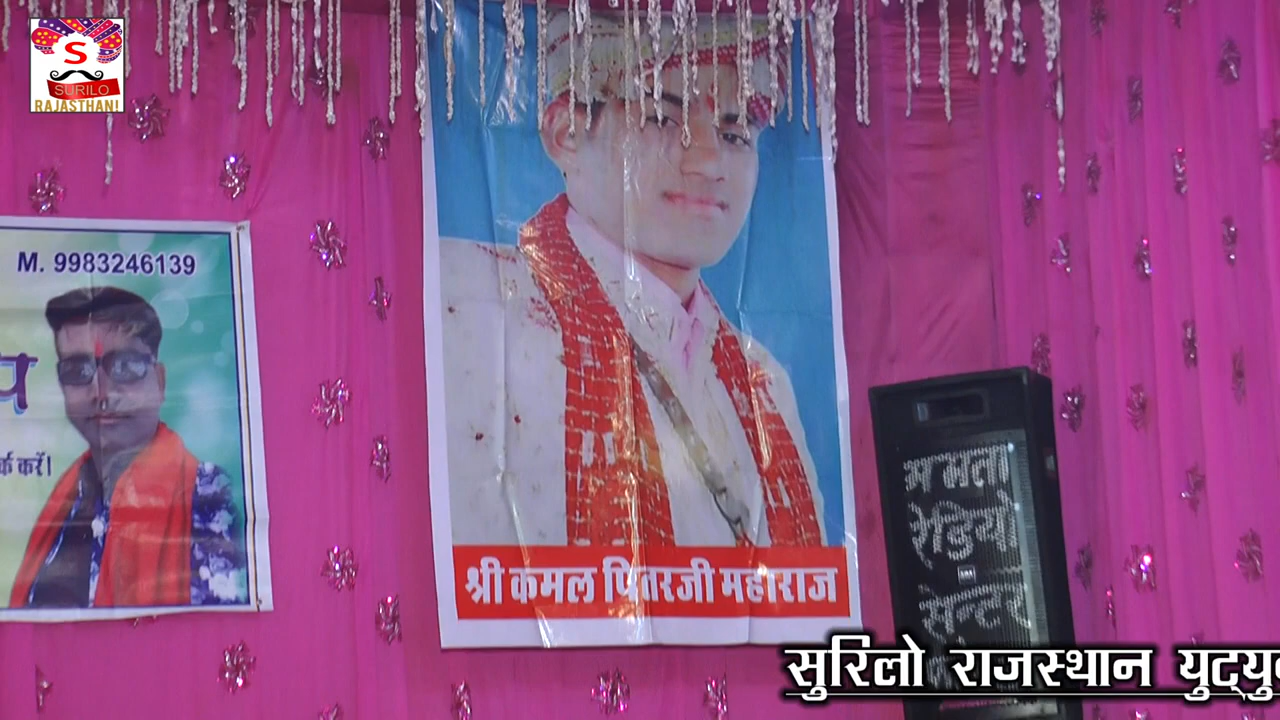 S
SURILO
RAJASTHANI
M. 9983246139
र्क करें।
श्री कमल पितरजी महाराज
ममता
रेडियो
सेन्टर
सुरिलो राजस्थान युट्यु